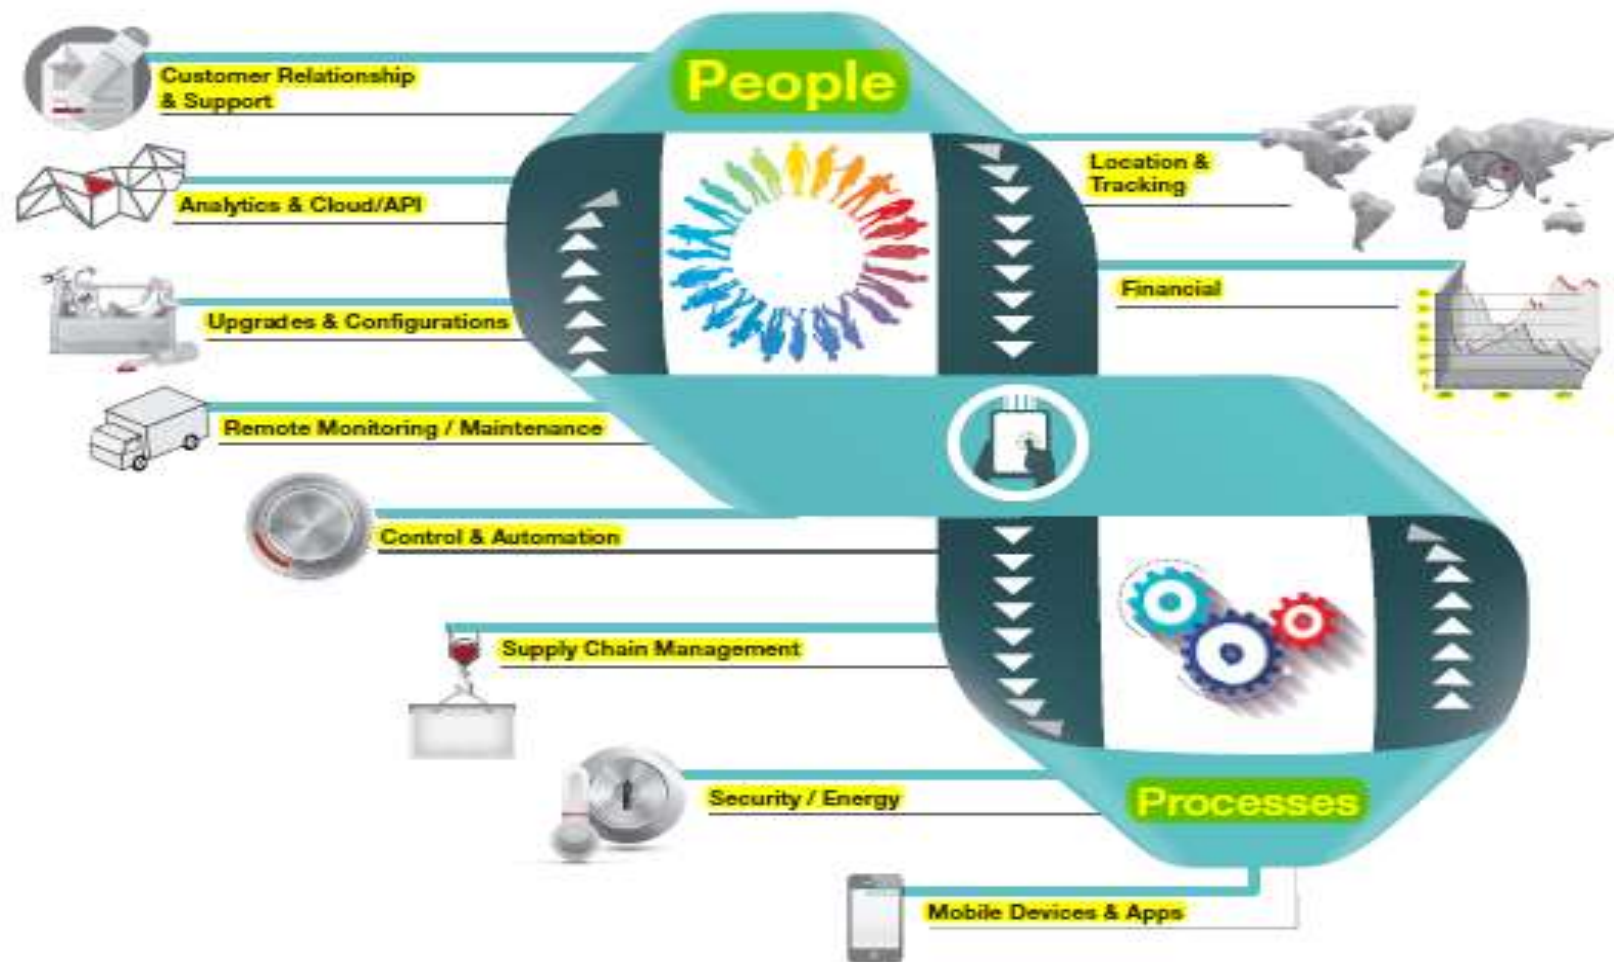 People
Customer Relationship
& Support
Location &
Tracking
Analytics & Cloud/API
Financial
Upgrades & Configurations
Remote Monitoring / Maintenance
Control & Automation
Supply Chain Management
Security / Energy
Processes
Mobile Devices & Apps